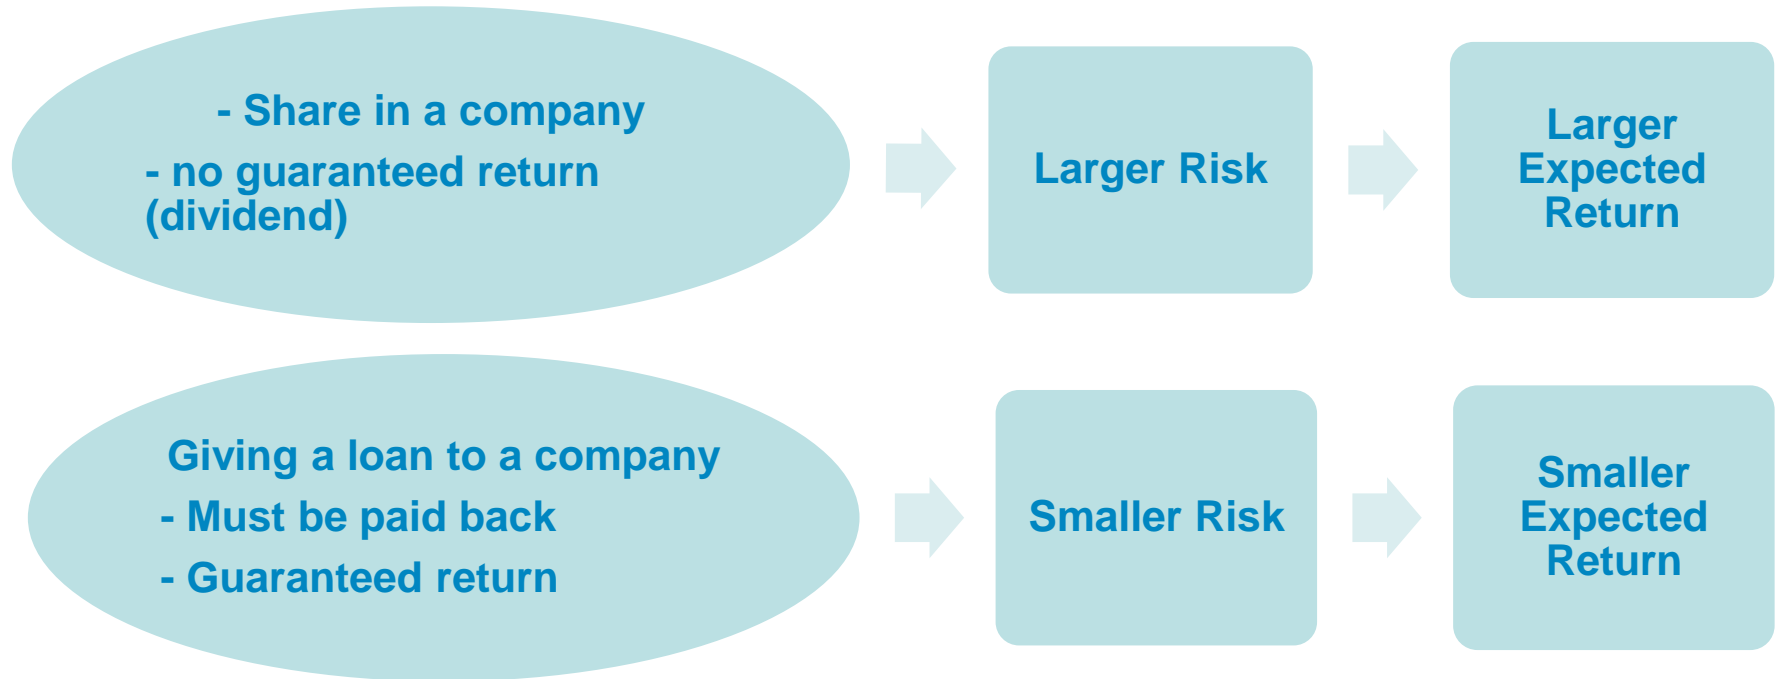 - Share in a company
- no guaranteed return
(dividend)
Larger Risk
Larger
Expected
Return
Giving a loan to a company
- Must be paid back
- Guaranteed return
Smaller Risk
Smaller
Expected
Return